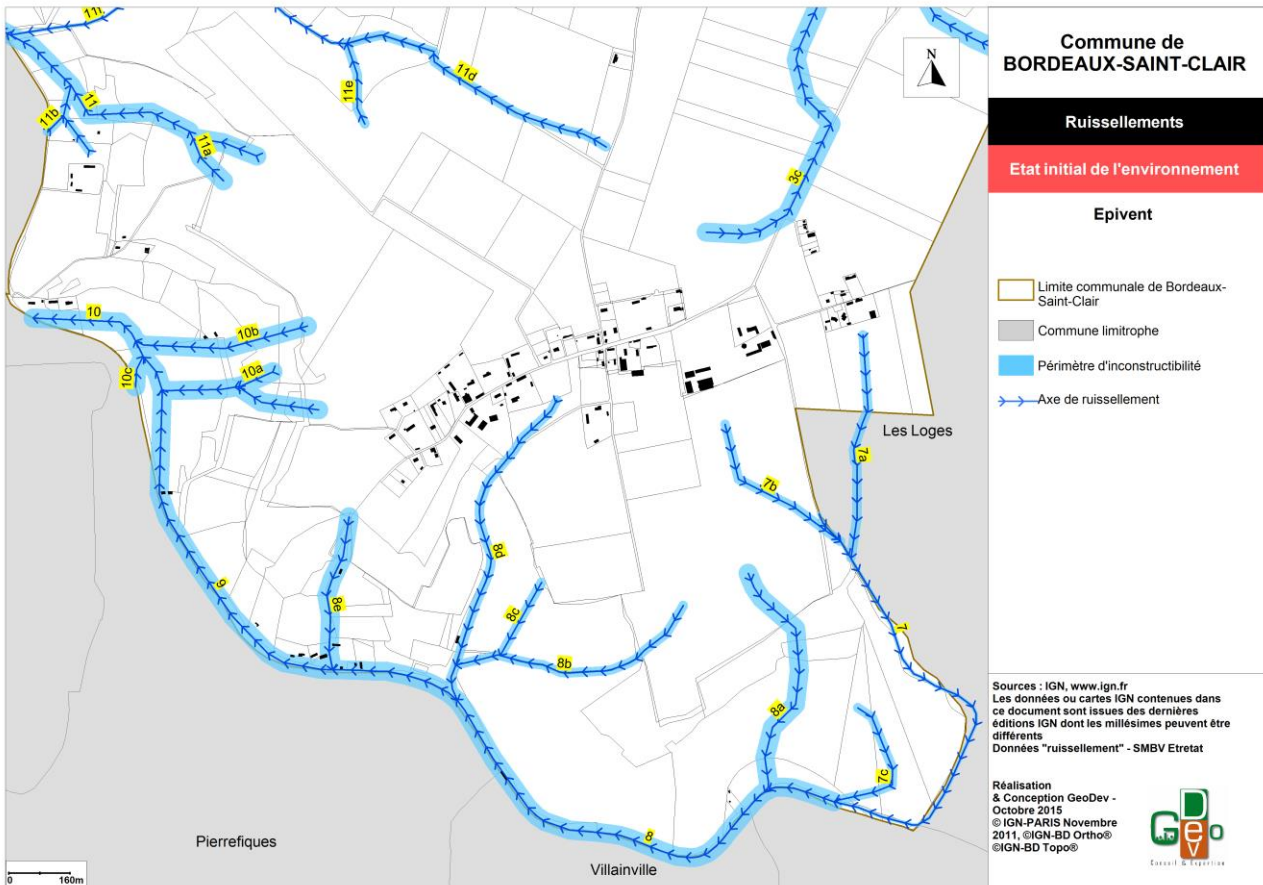 11f
11
11b
11a
11e
11d
3c
N
10
10b
10a
10c
9
8e
8d
8c
8b
8a
8
7b
7a
7
7c
Les Loges
Pierrefiques
Villainville
0 160m
Commune de
BORDEAUX-SAINT-CLAIR
Ruissellements
Etat initial de l'environnement
Epivent
Limite communale de Bordeaux-
Saint-Clair
Commune limitrophe
Périmètre d'inconstructibilité
Axe de ruissellement
Sources : IGN, www.ign.fr
Les données ou cartes IGN contenues dans
ce document sont issues des dernières
éditions IGN dont les millésimes peuvent être
différents
Données "ruissellement" - SMBV Etretat
Réalisation
& Conception GeoDev -
Octobre 2015
© IGN-PARIS Novembre
2011, ©IGN-BD Ortho®
©IGN-BD Topo®
GeoDev
Conseil & Expertise